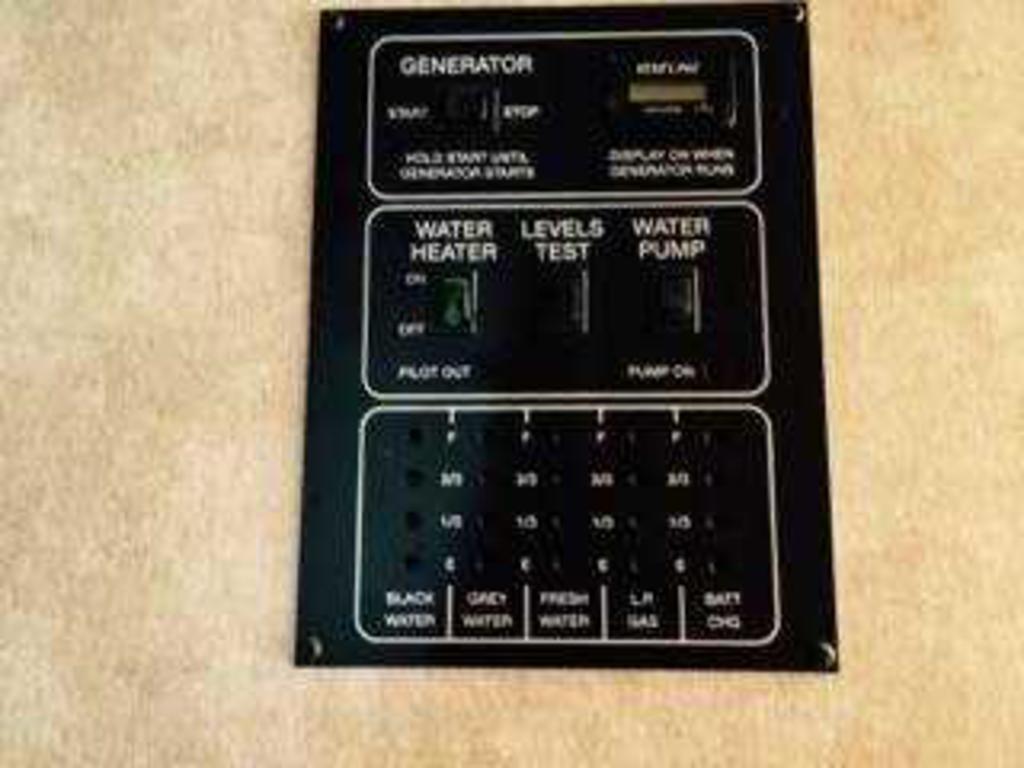 GENERATOR
START STOP
HOLD START UNTIL
GENERATOR STARTS
DISPLAY ON WHEN
GENERATOR RUNS
WATER HEATER
LEVELS TEST
WATER PUMP
ON
OFF
PILOT OUT
PUMP ON
F F F F
2/3 2/3 2/3 2/3
1/3 1/3 1/3 1/3
E E E E
BLACK WATER
GREY WATER
FRESH WATER
L.P. GAS
BATT CHG